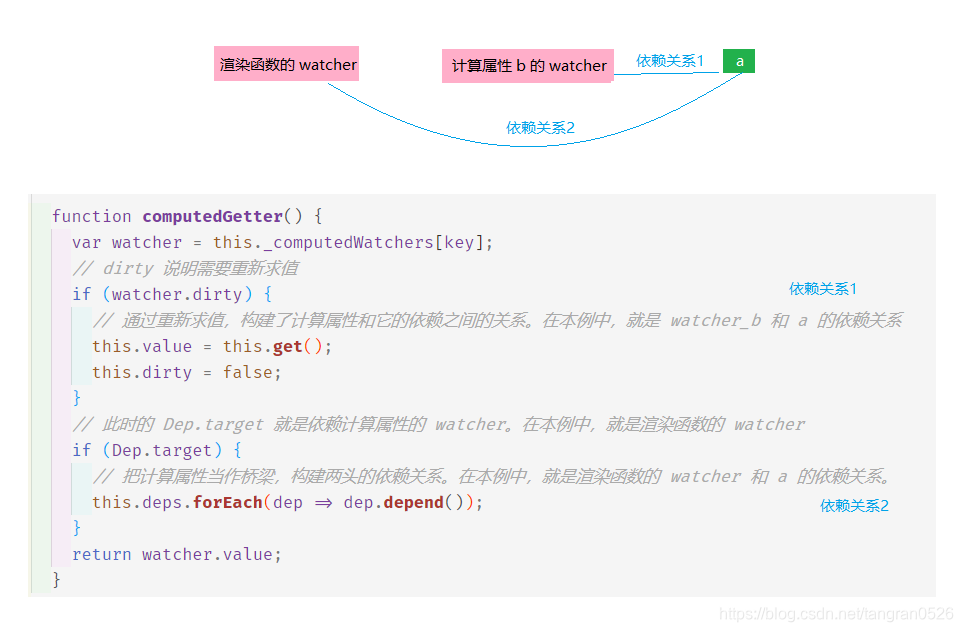 渲染函数的 watcher
计算属性 b 的 watcher
依赖关系1
a
依赖关系2
function computedGetter() {
var watcher = this._computedWatchers[key];
// dirty 说明需要重新求值
if (watcher.dirty) {
依赖关系1
// 通过重新求值，构建了计算属性和它的依赖之间的关系。在本例中，就是 watcher_b 和 a 的依赖关系
this.value = this.get();
this.dirty = false;
}
// 此时的 Dep.target 就是依赖计算属性的 watcher。在本例中，就是渲染函数的 watcher
if (Dep.target) {
// 把计算属性当作桥梁，构建两头的依赖关系。在本例中，就是渲染函数的 watcher 和 a 的依赖关系。
this.deps.forEach(dep => dep.depend());
依赖关系2
}
return watcher.value;
}
https://blog.csdn.net/tangran0526